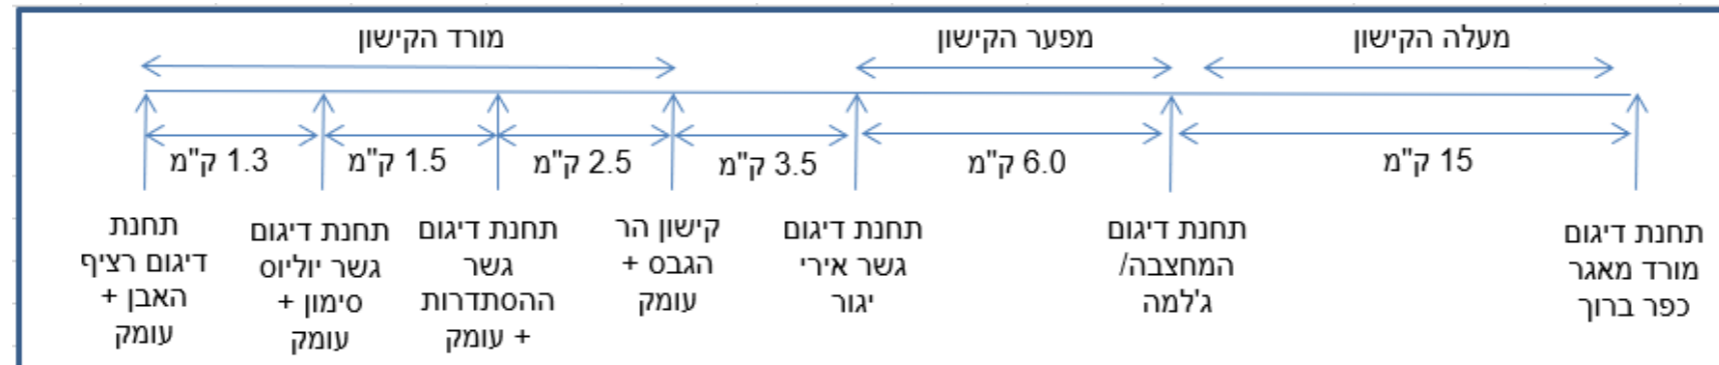 מעלה הקישון
מפער הקישון
מורד הקישון
15 ק"מ
6.0 ק"מ
3.5 ק"מ
2.5 ק"מ
1.5 ק"מ
1.3 ק"מ
תחנת דיגום
מורד מאגר
כפר ברוך
תחנת דיגום
המחצבה/
ג'למה
תחנת דיגום
גשר אירי
יגור
קישון הר
הגבס +
עומק
תחנת דיגום
גשר
ההסתדרות
+ עומק
תחנת דיגום
גשר יוליוס
סימון +
עומק
תחנת
דיגום רציף
האבן +
עומק